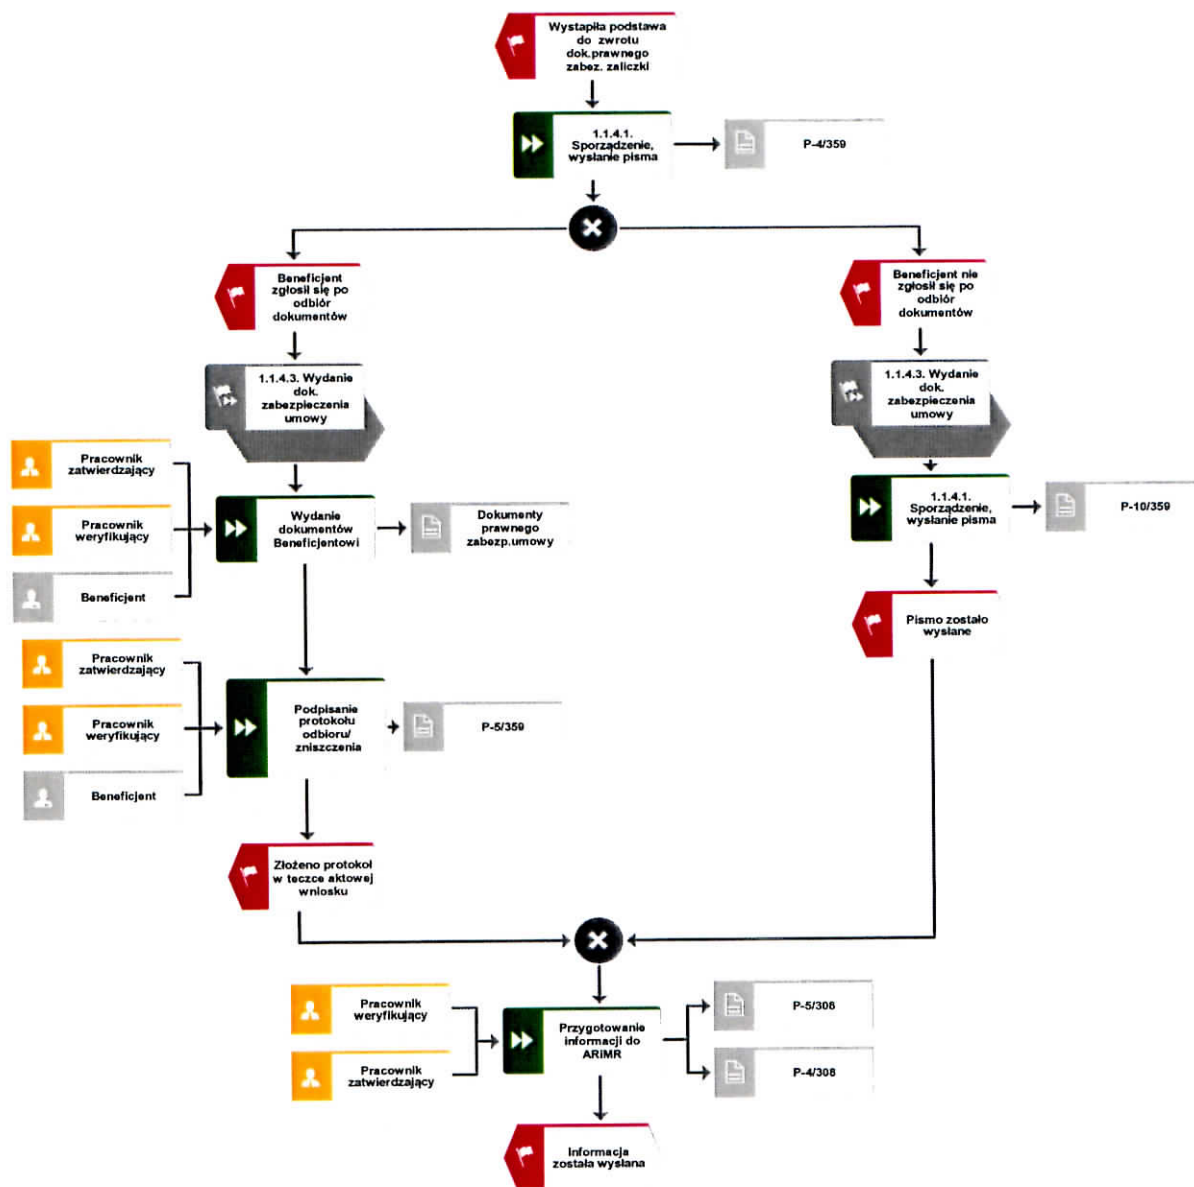 Wystąpiła podstawa
do zwrotu
dok.prawnego
zabez. zaliczki
1.1.4.1.
Sporządzenie,
wysłanie pisma
P-4/359
Beneficjent
zgłosił się po
odbiór
dokumentów
Beneficjent nie
zgłosił się po
odbiór
dokumentów
1.1.4.3. Wydanie
dok.
zabezpieczenia
umowy
1.1.4.3. Wydanie
dok.
zabezpieczenia
umowy
Pracownik
zatwierdzający
Pracownik
weryfikujący
Beneficjent
Wydanie
dokumentów
Beneficjentowi
Dokumenty
prawnego
zabezp.umowy
1.1.4.1.
Sporządzenie,
wysłanie pisma
P-10/359
Pismo zostało
wysłane
Pracownik
zatwierdzający
Pracownik
weryfikujący
Beneficjent
Podpisanie
protokołu
odbioru/
zniszczenia
P-5/359
Złożeno protokół
w teczce aktowej
wniosku
Pracownik
weryfikujący
Pracownik
zatwierdzający
Przygotowanie
informacji do
ARiMR
P-5/308
P-4/308
Informacja
została wysłana